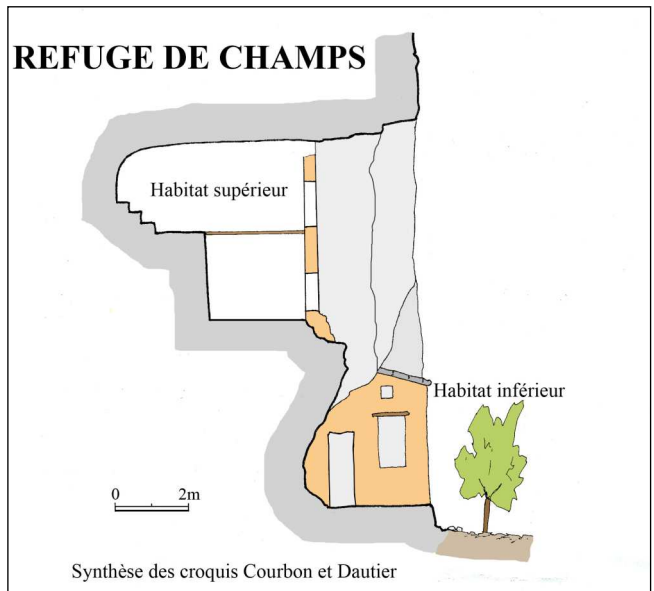 REFUGE DE CHAMPS
Habitat supérieur
Habitat inférieur
0 2m
Synthèse des croquis Courbon et Dautier